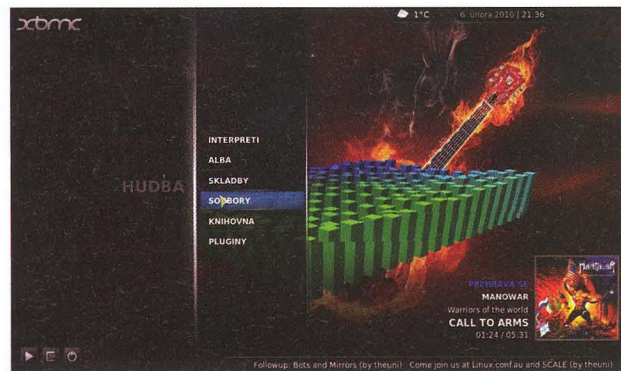 xbmc
1°C 6. února 2010 | 21:36
INTERPRETI
ALBA
SKLADBY
HUDBA
SOUBORY
KNIHOVNA
PLUGINY
PŘEHRÁVÁ SE
MANOWAR
Warriors of the world
CALL TO ARMS
01:24 / 05:31
MANOWAR
Followup: Bots and Mirrors (by theuni) Come join us at Linux.conf.au and SCALE (by theuni)